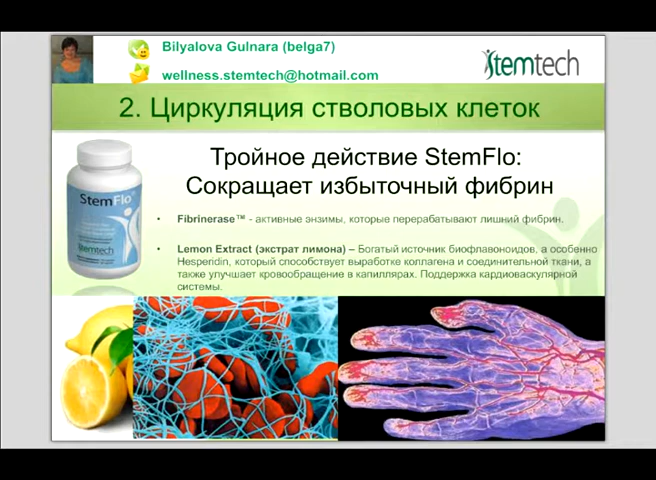 Bilyalova Gulnara (belga7)
wellness.stemtech@hotmail.com
Stemtech
2. Циркуляция стволовых клеток
Тройное действие StemFlo:
Сокращает избыточный фибрин
StemFlo
• Fibrinerase™ - активные энзимы, которые перерабатывают лишний фибрин.
• Lemon Extract (экстрат лимона) – Богатый источник биофлавоноидов, а особенно
Hesperidin, который способствует выработке коллагена и соединительной ткани, а
также улучшает кровообращение в капиллярах. Поддержка кардиоваскулярной
системы.
stemtech